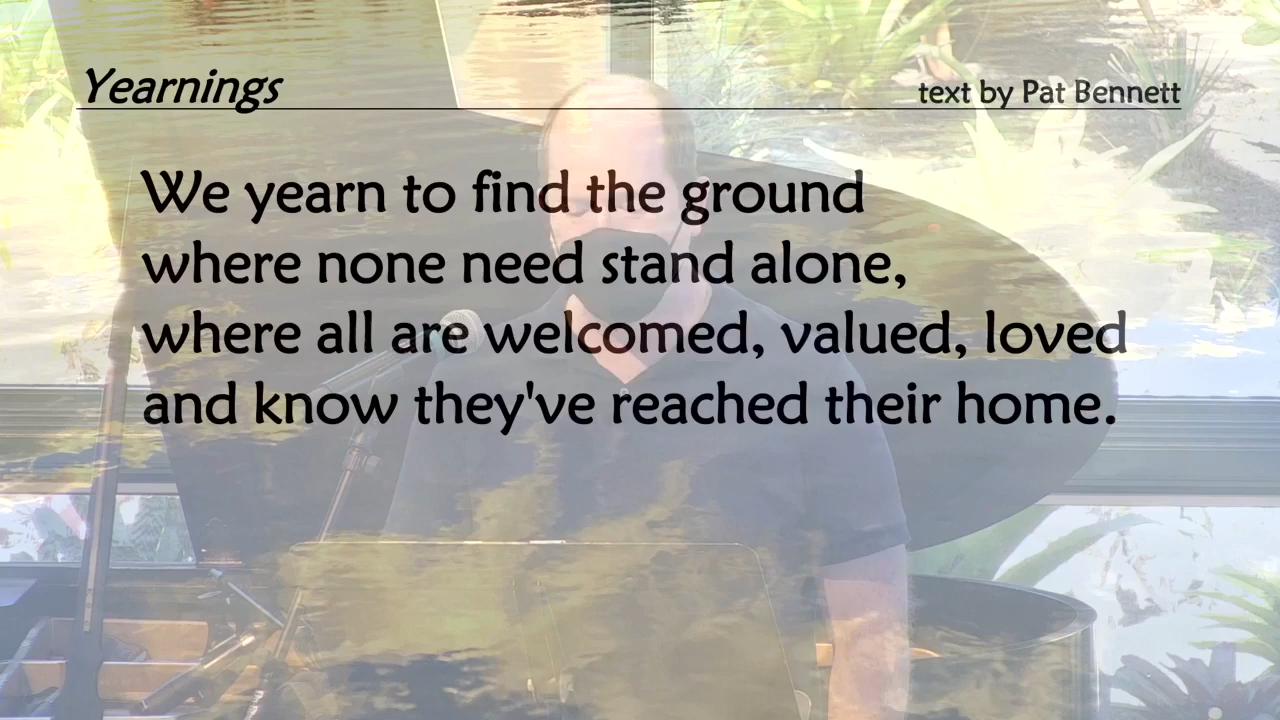 Yearnings
text by Pat Bennett
We yearn to find the ground
where none need stand alone,
where all are welcomed, valued, loved
and know they've reached their home.